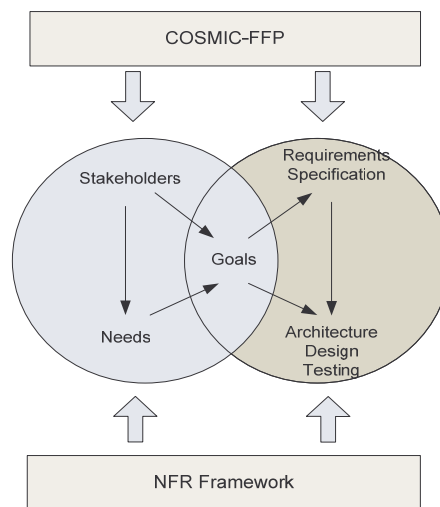 COSMIC-FFP
Stakeholders
Requirements
Specification
Goals
Needs
Architecture
Design
Testing
NFR Framework